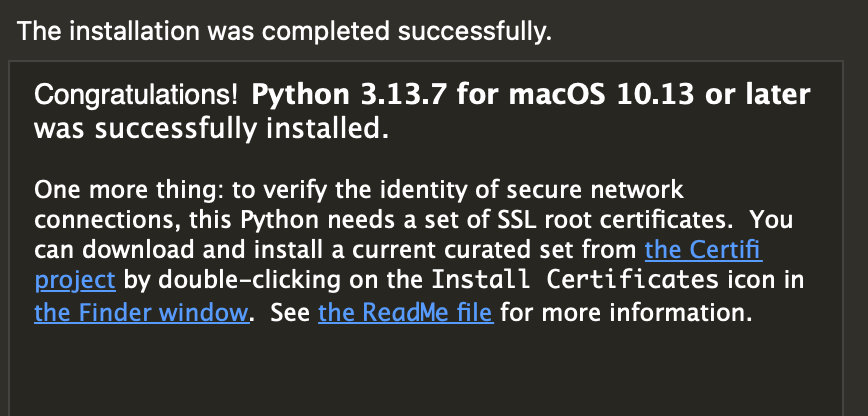 The installation was completed successfully.
Congratulations! Python 3.13.7 for macOS 10.13 or later
was successfully installed.
One more thing: to verify the identity of secure network
connections, this Python needs a set of SSL root certificates.  You
can download and install a current curated set from the Certifi
project by double-clicking on the Install Certificates icon in
the Finder window.  See the ReadMe file for more information.